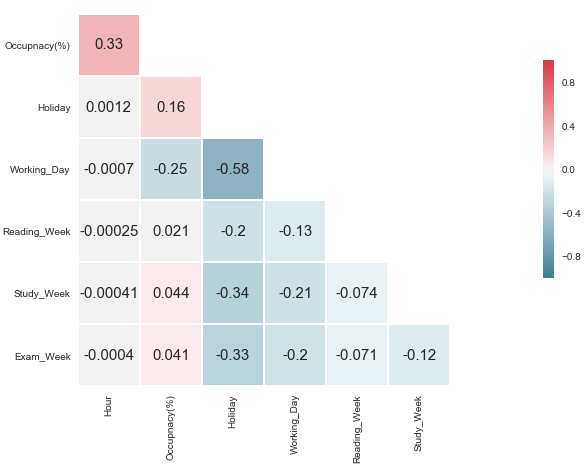 Occupnacy(%) 0.33
Holiday 0.0012 0.16
Working_Day -0.0007 -0.25 -0.58
Reading_Week -0.00025 0.021 -0.2 -0.13
Study_Week -0.00041 0.044 -0.34 -0.21 -0.074
Exam_Week -0.0004 0.041 -0.33 -0.2 -0.071 -0.12
Hour Occupnacy(%) Holiday Working_Day Reading_Week Study_Week
0.8
0.4
0.0
-0.4
-0.8